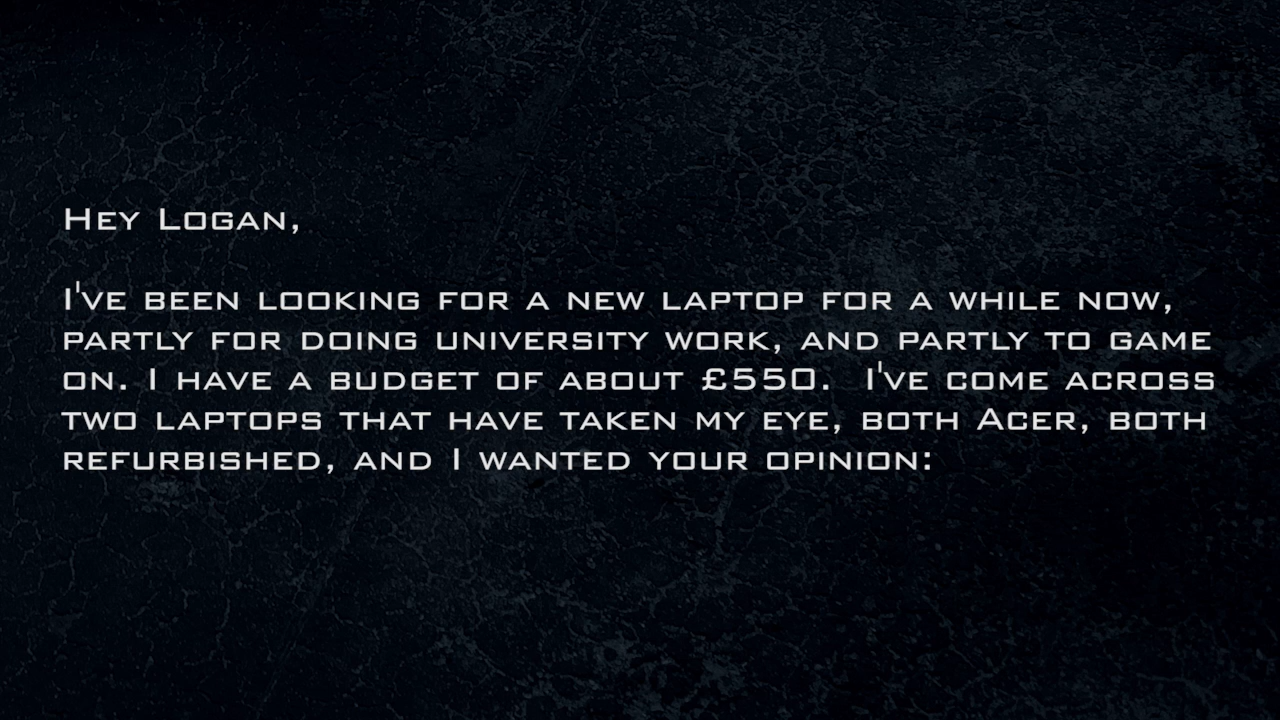 Hey Logan,
I've been looking for a new laptop for a while now,
partly for doing university work, and partly to game
on. I have a budget of about £550.  I've come across
two laptops that have taken my eye, both Acer, both
refurbished, and I wanted your opinion: